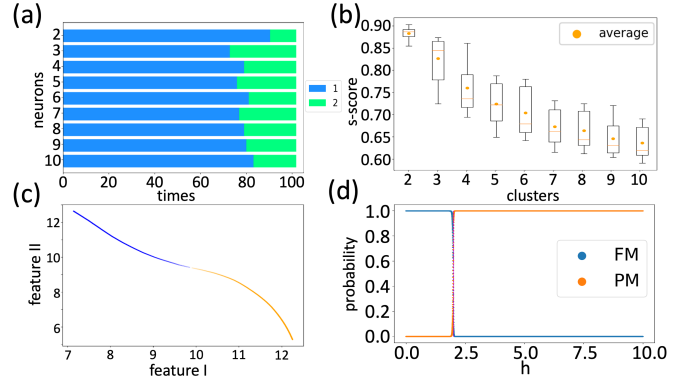 (a)
neurons
2
3
4
5
6
7
8
9
10
0 20 40 60 80 100
times
1
2
(b)
s-score
0.90
0.85
0.80
0.75
0.70
0.65
0.60
average
2 3 4 5 6 7 8 9 10
clusters
(c)
feature II
12
10
8
6
7 8 9 10 11 12
feature I
(d)
probability
1.0
0.8
0.6
0.4
0.2
0.0
FM
PM
0.0 2.5 5.0 7.5 10.0
h